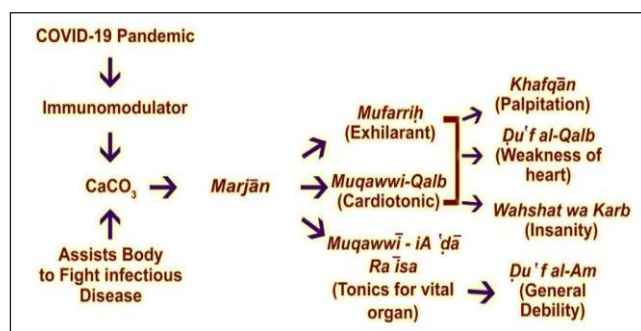 COVID-19 Pandemic
Immunomodulator
CaCO₃
Assists Body
to Fight infectious
Disease
Marjān
Mufarriḥ
(Exhilarant)
Muqawwi-Qalb
(Cardiotonic)
Muqawwī - iA ʿḍā
Ra īsa
(Tonics for vital
organ)
Khafqān
(Palpitation)
Ḍuʿf al-Qalb
(Weakness of
heart)
Wahshat wa Karb
(Insanity)
Ḍuʿf al-Am
(General
Debility)